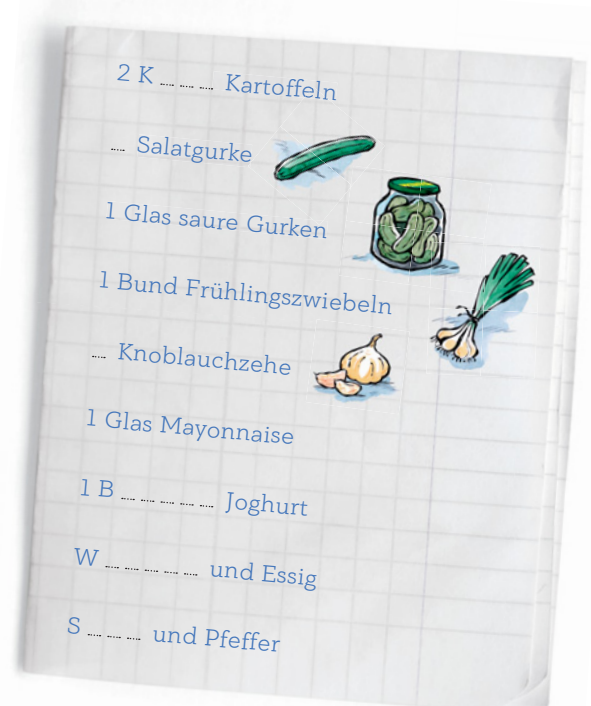 2 K _ _ _ Kartoffeln
_ Salatgurke
1 Glas saure Gurken
1 Bund Frühlingszwiebeln
_ Knoblauchzehe
1 Glas Mayonnaise
1 B _ _ _ _ _ Joghurt
W _ _ _ _ _ und Essig
S _ _ _ und Pfeffer